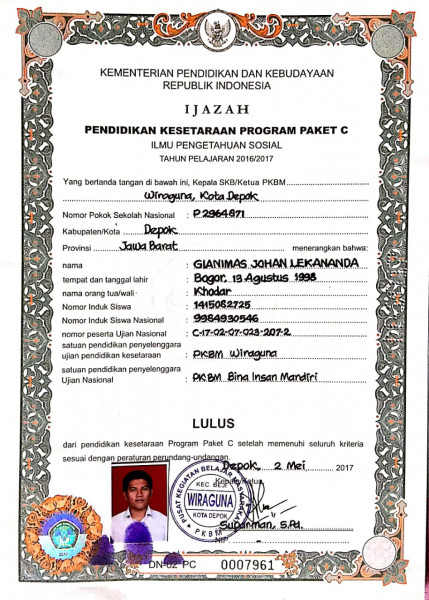 KEMENTERIAN PENDIDIKAN DAN KEBUDAYAAN
REPUBLIK INDONESIA
IJAZAH
PENDIDIKAN KESETARAAN PROGRAM PAKET C
ILMU PENGETAHUAN SOSIAL
TAHUN PELAJARAN 2016/2017
Yang bertanda tangan di bawah ini, Kepala SKB/Ketua PKBM
Wiraguna, Kota Depok
Nomor Pokok Sekolah Nasional : P2964871
Kabupaten/Kota : Depok
Provinsi : Jawa Barat menerangkan bahwa:
nama : GIANIMAS JOHAN LEKANANDA
tempat dan tanggal lahir : Bogor, 13 Agustus 1998
nama orang tua/wali : Khodar
Nomor Induk Siswa : 1415082725
Nomor Induk Siswa Nasional : 9984930546
nomor peserta Ujian Nasional : C-17-02-07-023-207-2
satuan pendidikan penyelenggara
ujian pendidikan kesetaraan : PKBM Wiraguna
satuan pendidikan penyelenggara
Ujian Nasional : PKBM Bina Insan Mandiri
LULUS
dari pendidikan kesetaraan Program Paket C setelah memenuhi seluruh kriteria
sesuai dengan peraturan perundang-undangan.
Depok, 2 Mei 2017
Kepala/Ketua,
PUSAT KEGIATAN BELAJAR MASYARAKAT
KEC BEJI
WIRAGUNA
KOTA DEPOK
PKBM
Suparman, S.Pd.
DN-02 PC 0007961